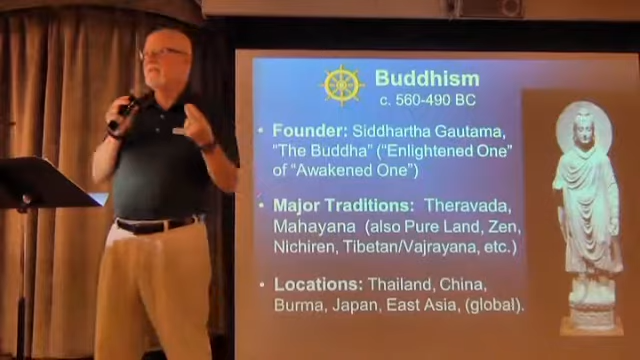 Buddhism
c. 560-490 BC
• Founder: Siddhartha Gautama,
"The Buddha" ("Enlightened One"
of "Awakened One")
• Major Traditions: Theravada,
Mahayana (also Pure Land, Zen,
Nichiren, Tibetan/Vajrayana, etc.)
• Locations: Thailand, China,
Burma, Japan, East Asia, (global).